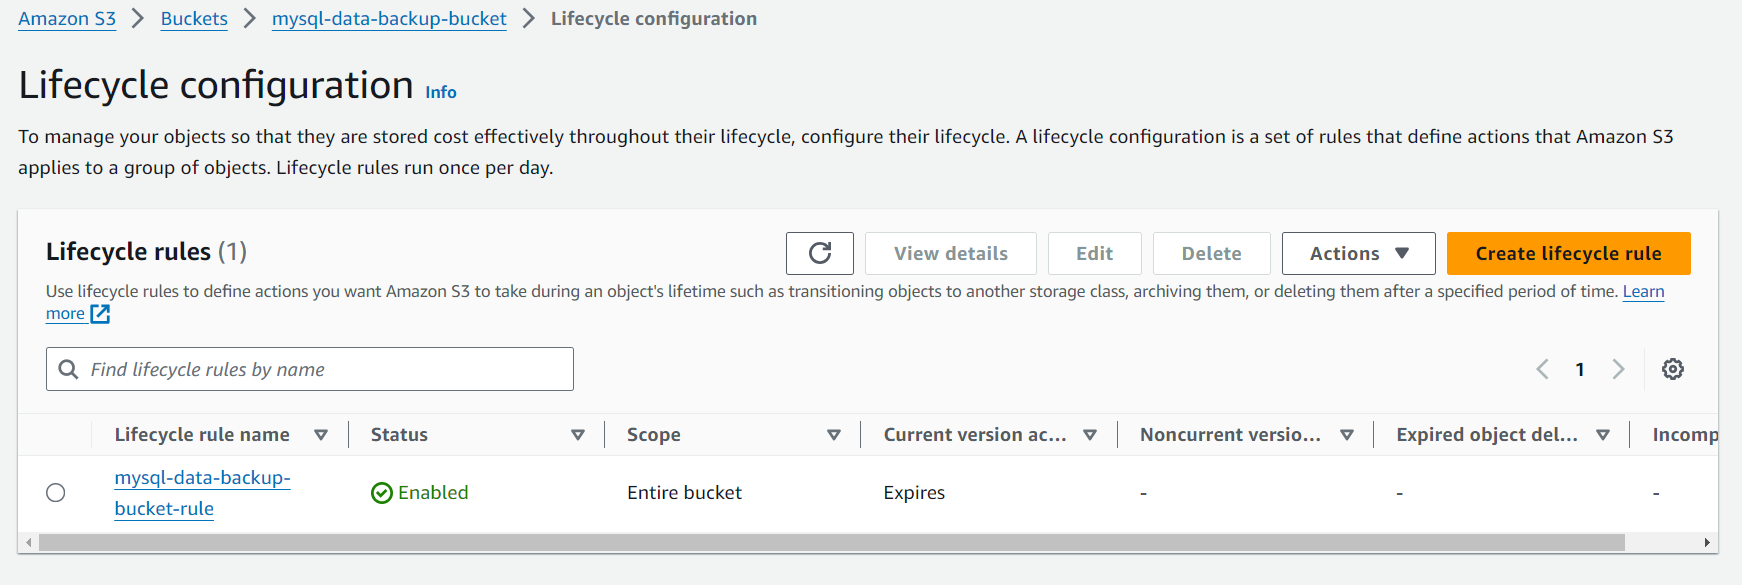 Amazon S3 > Buckets > mysql-data-backup-bucket > Lifecycle configuration
Lifecycle configuration Info
To manage your objects so that they are stored cost effectively throughout their lifecycle, configure their lifecycle. A lifecycle configuration is a set of rules that define actions that Amazon S3
applies to a group of objects. Lifecycle rules run once per day.
Lifecycle rules (1)
View details
Edit
Delete
Actions
Create lifecycle rule
Use lifecycle rules to define actions you want Amazon S3 to take during an object's lifetime such as transitioning objects to another storage class, archiving them, or deleting them after a specified period of time. Learn
more
Find lifecycle rules by name
1
Lifecycle rule name Status Scope Current version ac... Noncurrent versio... Expired object del... Incomp
mysql-data-backup-
bucket-rule
Enabled Entire bucket Expires - - -